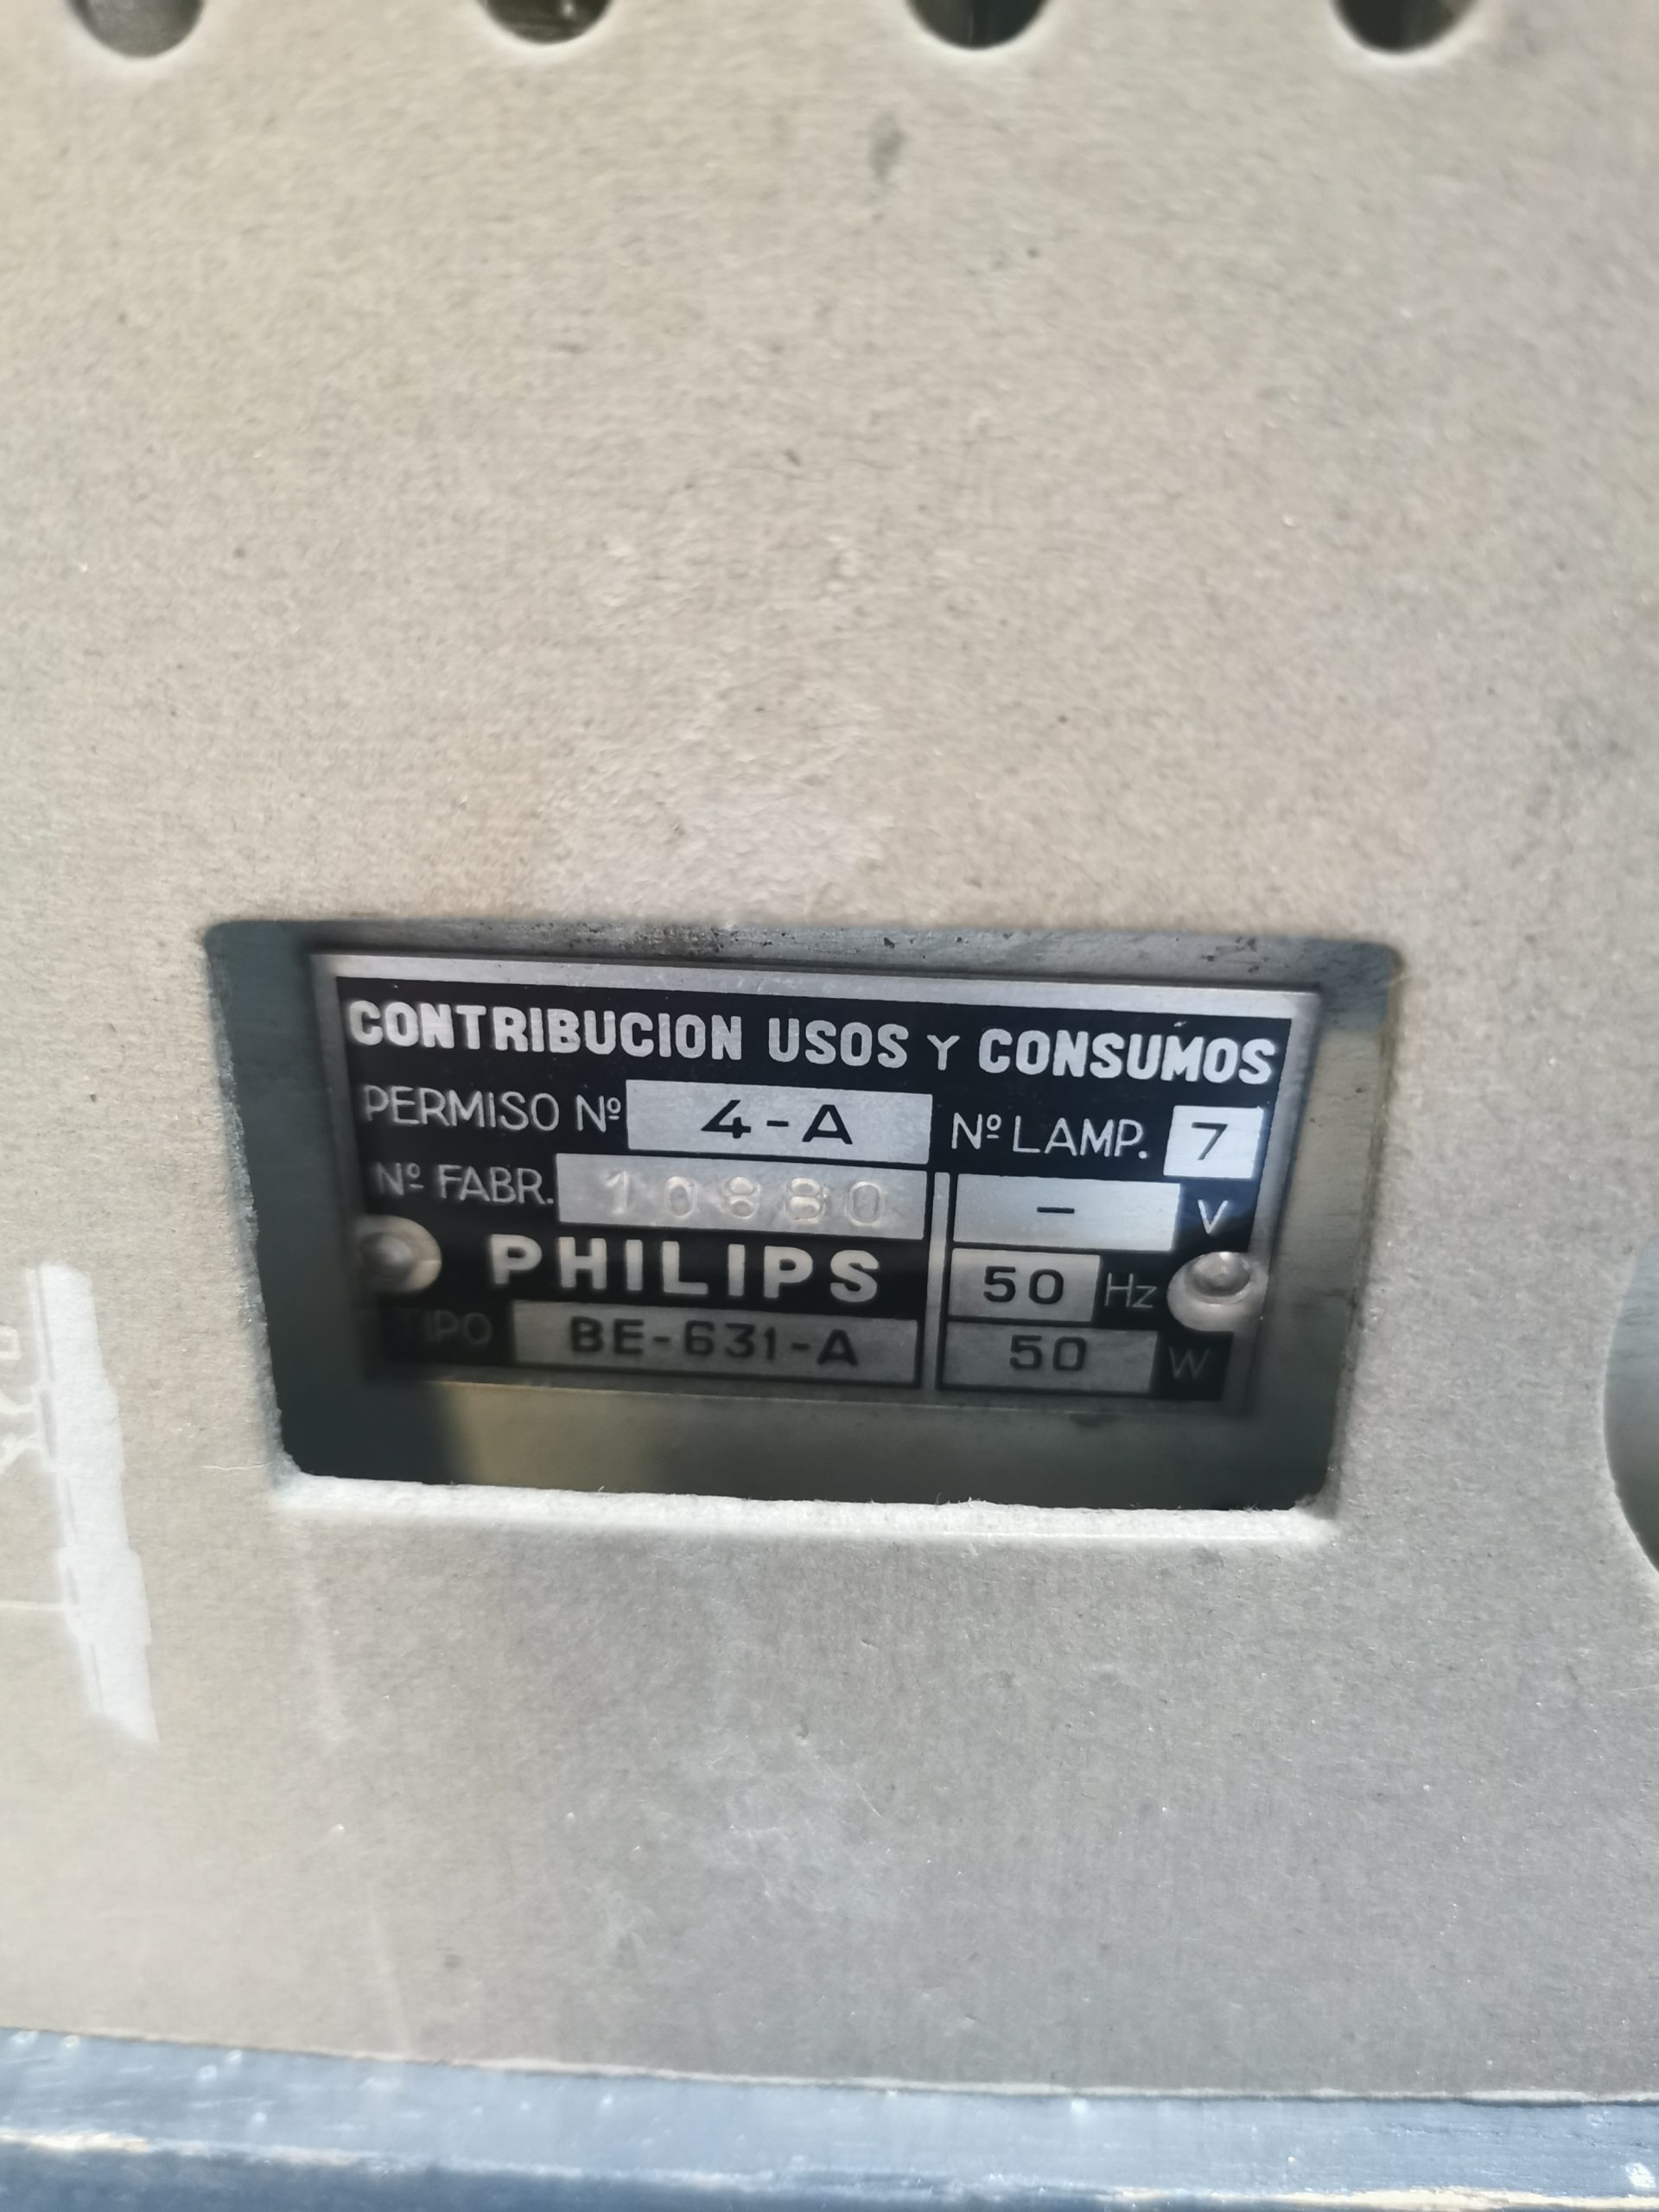 CONTRIBUCION USOS Y CONSUMOS
PERMISO Nº 4-A Nº LAMP. 7
Nº FABR. 10880 - V
PHILIPS 50 Hz
TIPO BE-631-A 50 W